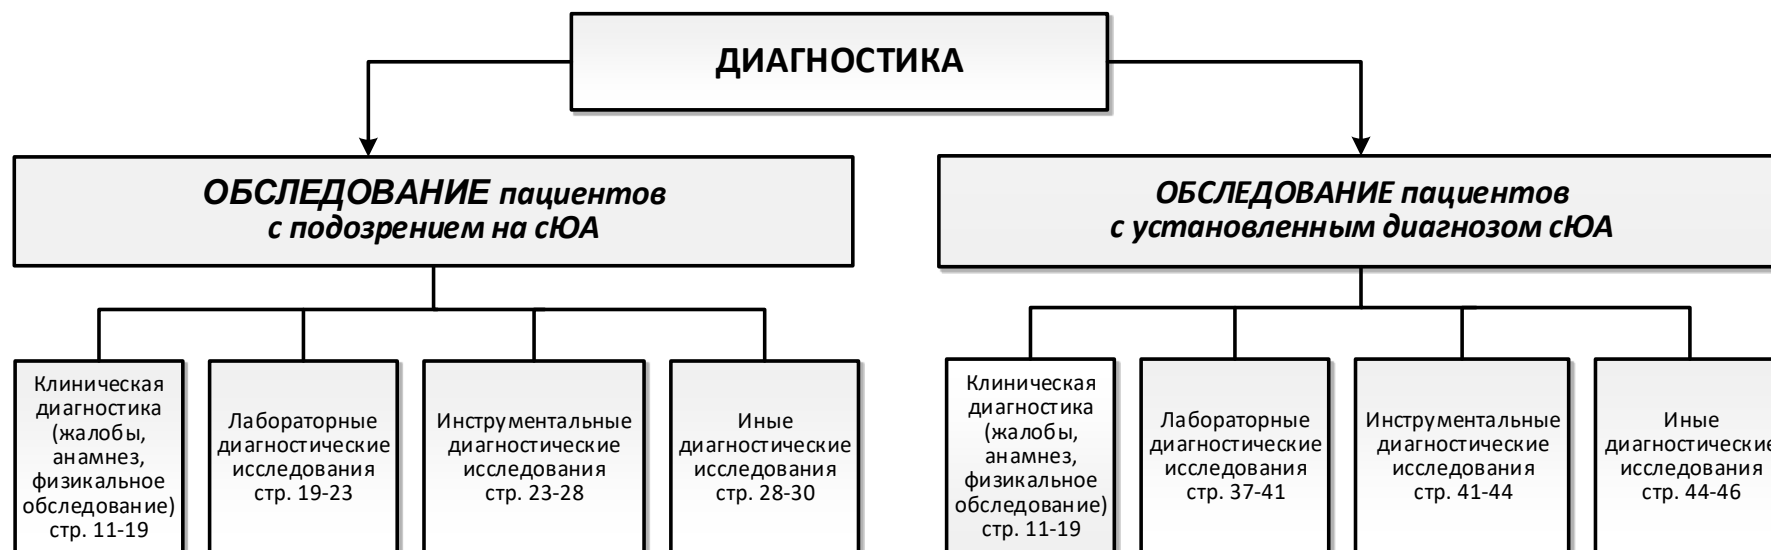 ДИАГНОСТИКА
ОБСЛЕДОВАНИЕ пациентов
с подозрением на сЮА
ОБСЛЕДОВАНИЕ пациентов
с установленным диагнозом сЮА
Клиническая
диагностика
(жалобы,
анамнез,
физикальное
обследование)
стр. 11-19
Лабораторные
диагностические
исследования
стр. 19-23
Инструментальные
диагностические
исследования
стр. 23-28
Иные
диагностические
исследования
стр. 28-30
Клиническая
диагностика
(жалобы,
анамнез,
физикальное
обследование)
стр. 11-19
Лабораторные
диагностические
исследования
стр. 37-41
Инструментальные
диагностические
исследования
стр. 41-44
Иные
диагностические
исследования
стр. 44-46